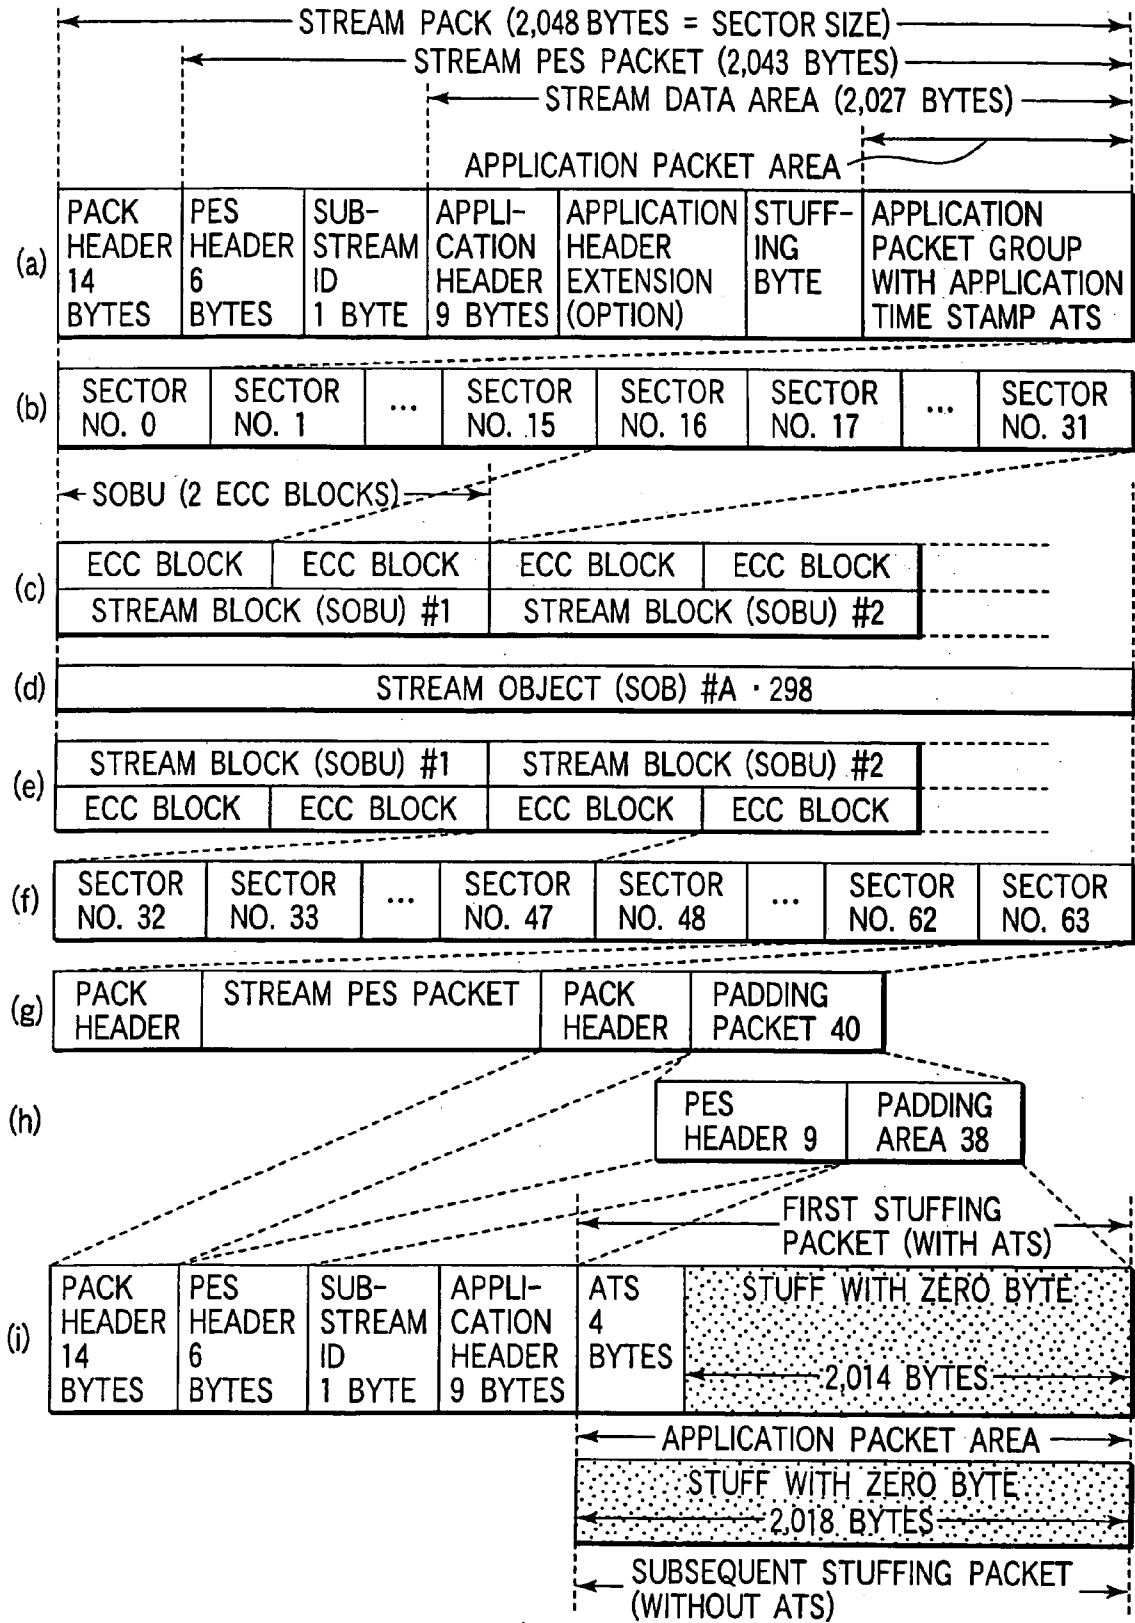 STREAM PACK (2,048 BYTES = SECTOR SIZE)
STREAM PES PACKET (2,043 BYTES)
STREAM DATA AREA (2,027 BYTES)
APPLICATION PACKET AREA
(a)
PACK
HEADER
14
BYTES
PES
HEADER
6
BYTES
SUB-
STREAM
ID
1 BYTE
APPLI-
CATION
HEADER
9 BYTES
APPLICATION
HEADER
EXTENSION
(OPTION)
STUFF-
ING
BYTE
APPLICATION
PACKET GROUP
WITH APPLICATION
TIME STAMP ATS
(b)
SECTOR
NO. 0
SECTOR
NO. 1
...
SECTOR
NO. 15
SECTOR
NO. 16
SECTOR
NO. 17
...
SECTOR
NO. 31
SOBU (2 ECC BLOCKS)
(c)
ECC BLOCK
ECC BLOCK
ECC BLOCK
ECC BLOCK
STREAM BLOCK (SOBU) #1
STREAM BLOCK (SOBU) #2
(d)
STREAM OBJECT (SOB) #A · 298
(e)
STREAM BLOCK (SOBU) #1
STREAM BLOCK (SOBU) #2
ECC BLOCK
ECC BLOCK
ECC BLOCK
ECC BLOCK
(f)
SECTOR
NO. 32
SECTOR
NO. 33
...
SECTOR
NO. 47
SECTOR
NO. 48
...
SECTOR
NO. 62
SECTOR
NO. 63
(g)
PACK
HEADER
STREAM PES PACKET
PACK
HEADER
PADDING
PACKET 40
(h)
PES
HEADER 9
PADDING
AREA 38
FIRST STUFFING
PACKET (WITH ATS)
(i)
PACK
HEADER
14
BYTES
PES
HEADER
6
BYTES
SUB-
STREAM
ID
1 BYTE
APPLI-
CATION
HEADER
9 BYTES
ATS
4
BYTES
STUFF WITH ZERO BYTE
2,014 BYTES
APPLICATION PACKET AREA
STUFF WITH ZERO BYTE
2,018 BYTES
SUBSEQUENT STUFFING PACKET
(WITHOUT ATS)